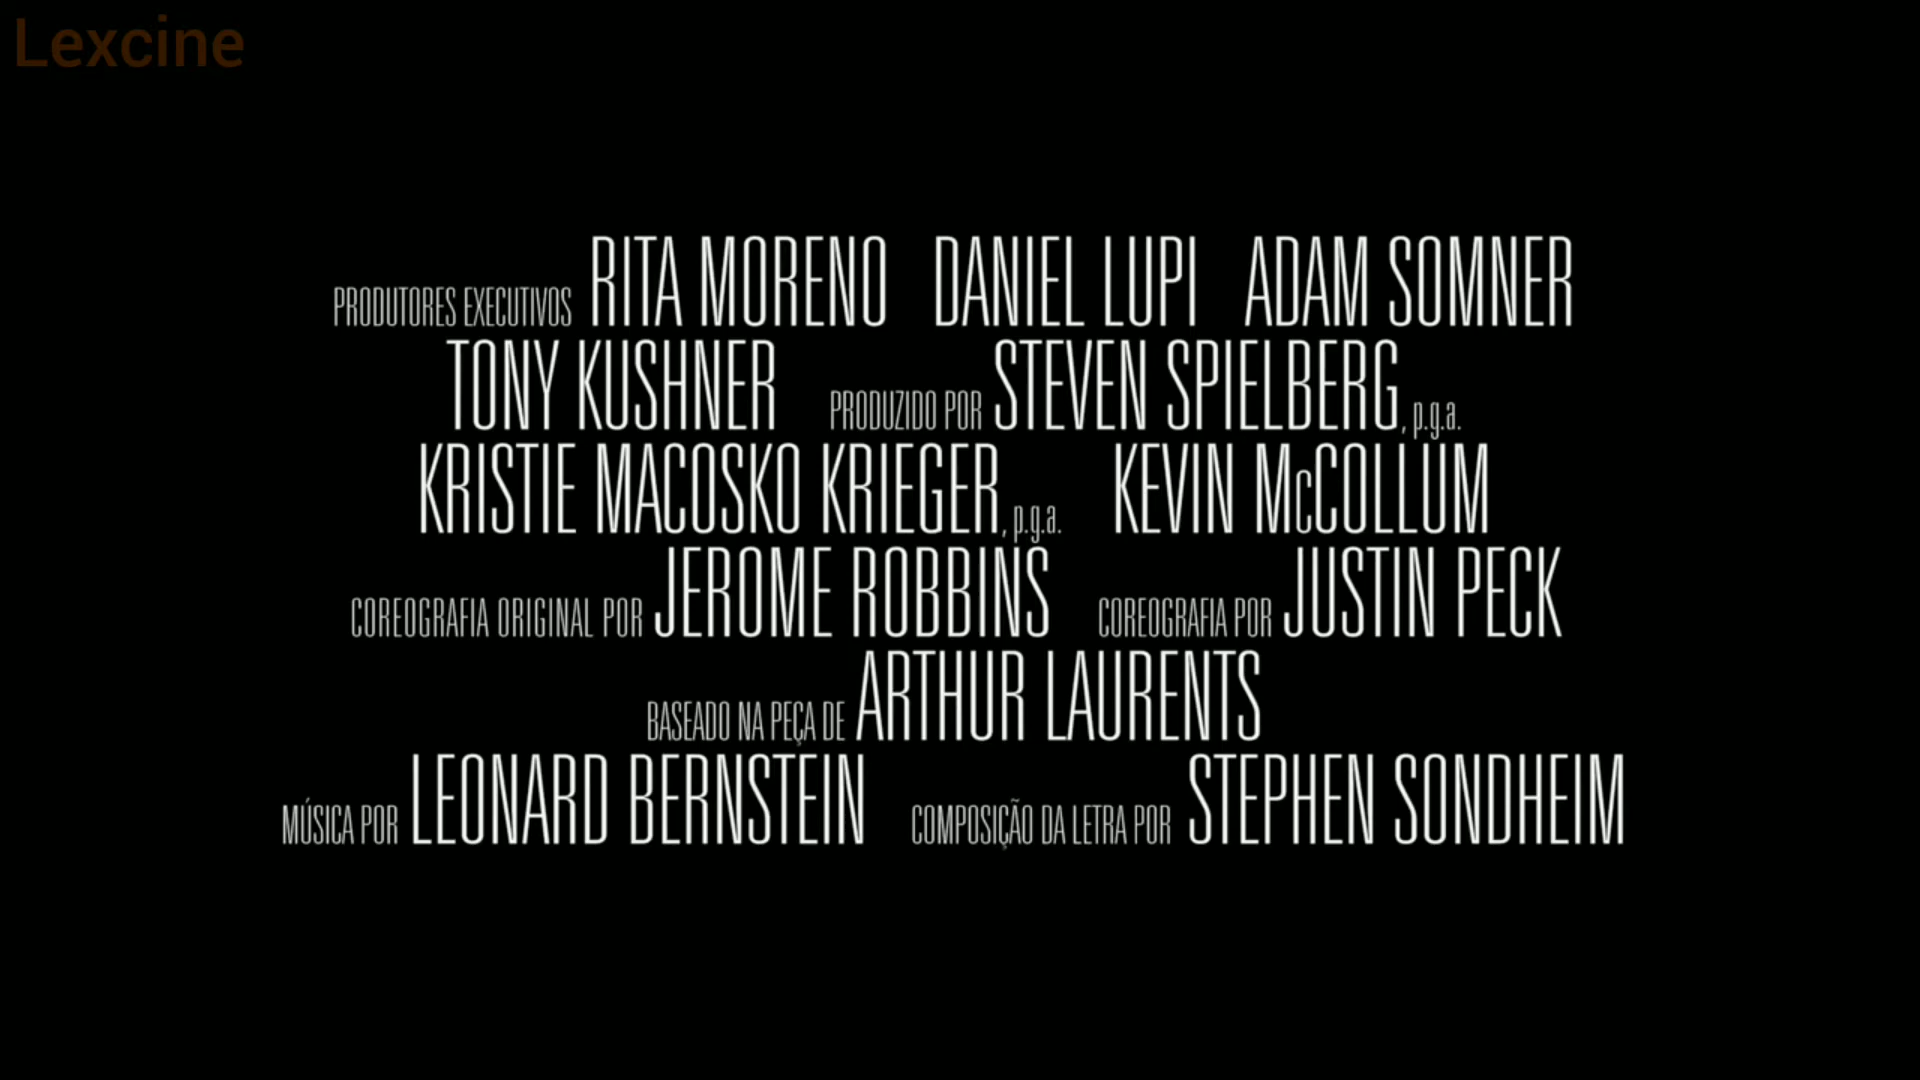 Lexcine
PRODUTORES EXECUTIVOS RITA MORENO DANIEL LUPI ADAM SOMNER
TONY KUSHNER PRODUZIDO POR STEVEN SPIELBERG, p.g.a.
KRISTIE MACOSKO KRIEGER, p.g.a. KEVIN McCOLLUM
COREOGRAFIA ORIGINAL POR JEROME ROBBINS COREOGRAFIA POR JUSTIN PECK
BASEADO NA PEÇA DE ARTHUR LAURENTS
MÚSICA POR LEONARD BERNSTEIN COMPOSIÇÃO DA LETRA POR STEPHEN SONDHEIM